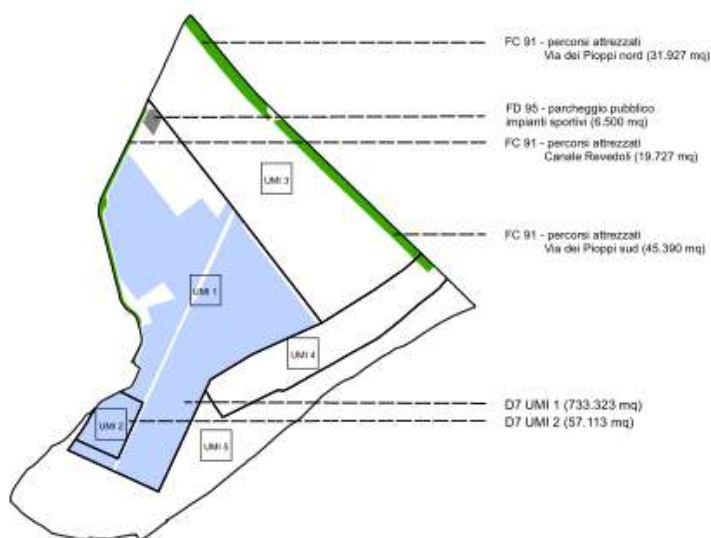 FC 91 - percorsi attrezzati
Via dei Pioppi nord (31.927 mq)
FD 95 - parcheggio pubblico
impianti sportivi (6.500 mq)
FC 91 - percorsi attrezzati
Canale Revedoli (19.727 mq)
UMI 3
FC 91 - percorsi attrezzati
Via dei Pioppi sud (45.390 mq)
UMI 1
UMI 4
D7 UMI 1 (733.323 mq)
D7 UMI 2 (57.113 mq)
UMI 2
UMI 5